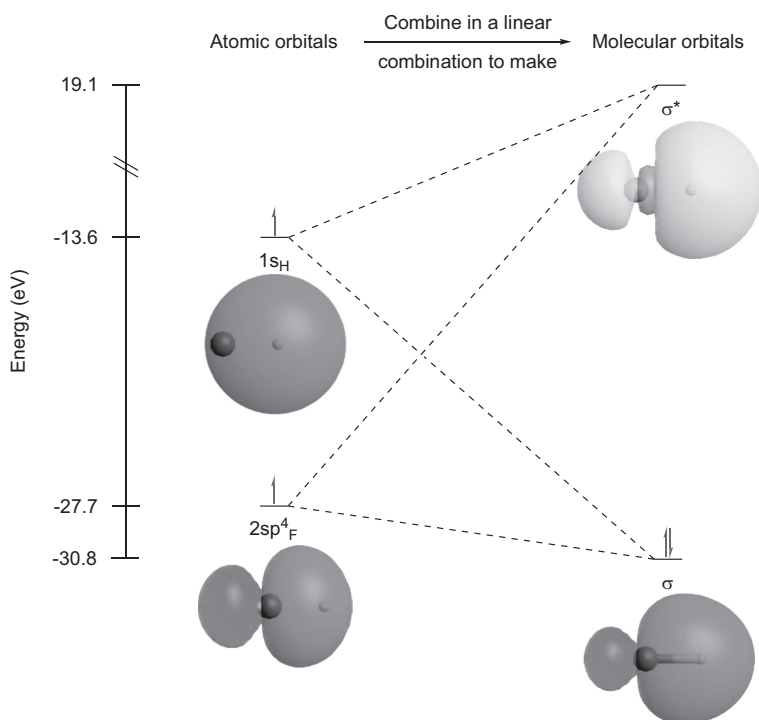 Atomic orbitals
Combine in a linear
combination to make
Molecular orbitals
19.1
σ*
-13.6
1s_H
Energy (eV)
-27.7
2sp⁴_F
-30.8
σ